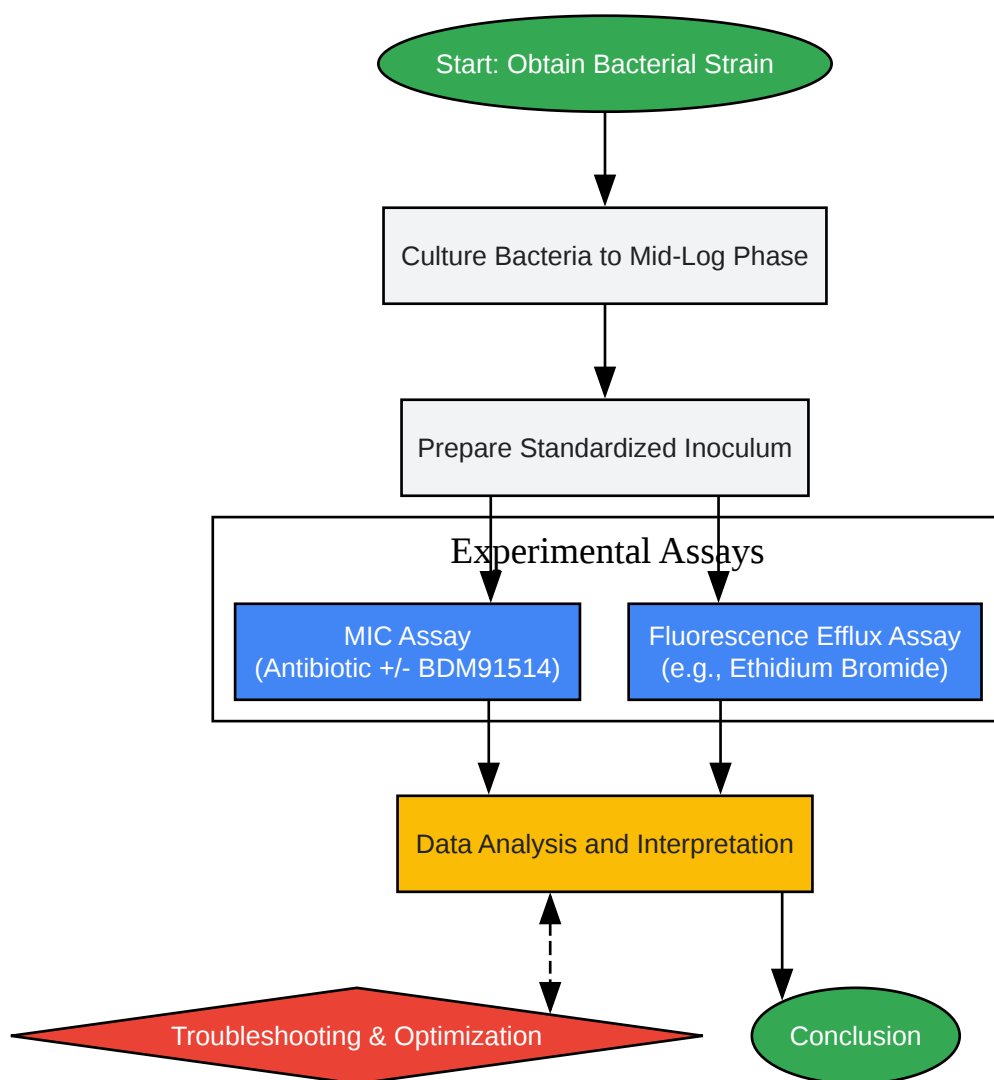 Start: Obtain Bacterial Strain
Culture Bacteria to Mid-Log Phase
Prepare Standardized Inoculum
Experimental Assays
MIC Assay
(Antibiotic +/- BDM91514)
Fluorescence Efflux Assay
(e.g., Ethidium Bromide)
Data Analysis and Interpretation
Troubleshooting & Optimization
Conclusion